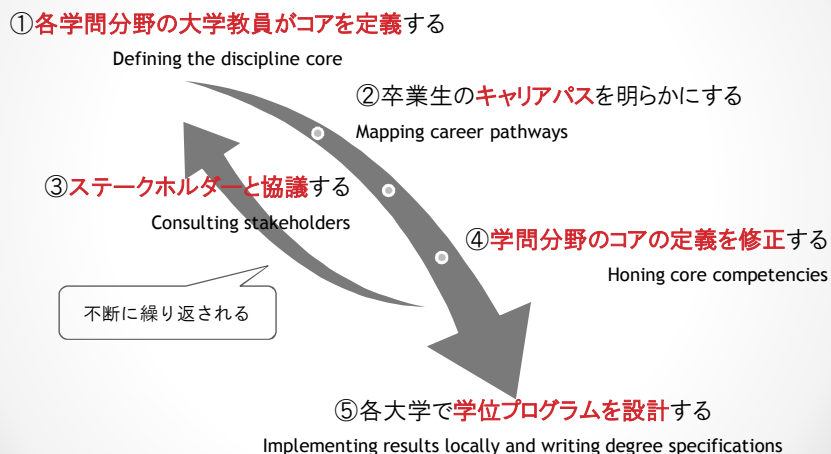 ①各学問分野の大学教員がコアを定義する
Defining the discipline core
②卒業生のキャリアパスを明らかにする
Mapping career pathways
③ステークホルダーと協議する
Consulting stakeholders
④学問分野のコアの定義を修正する
Honing core competencies
不断に繰り返される
⑤各大学で学位プログラムを設計する
Implementing results locally and writing degree specifications